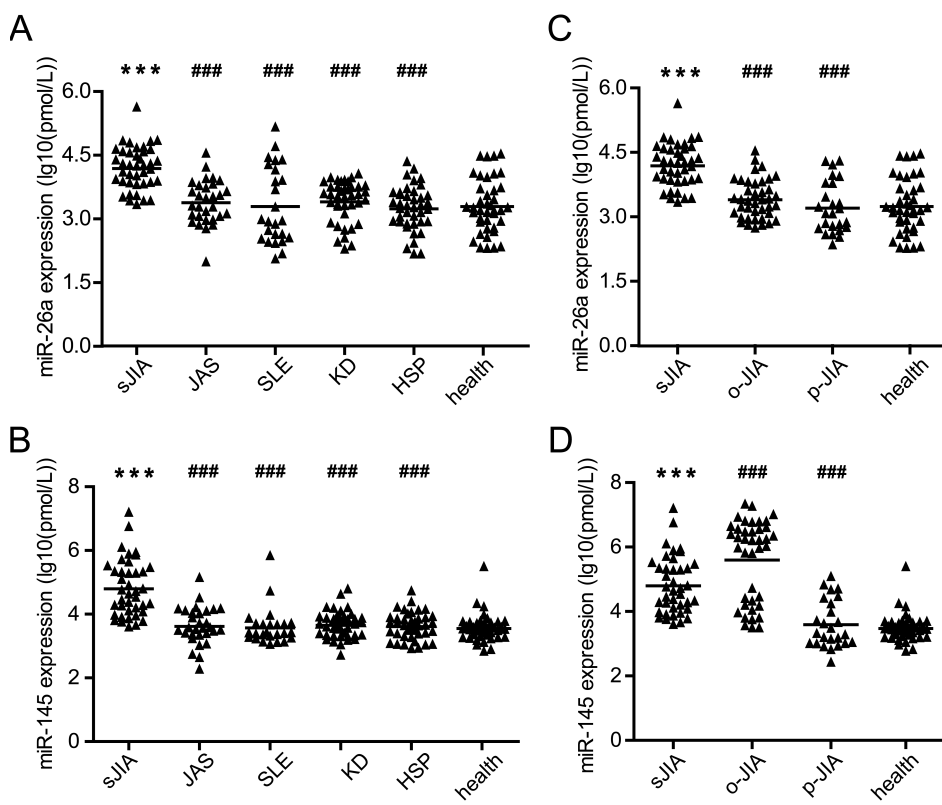 A
miR-26a expression (lg10(pmol/L))
*** ### ### ### ###
6.0
4.5
3.0
1.5
0.0
sJIA JAS SLE KD HSP health
C
miR-26a expression (lg10(pmol/L))
*** ### ###
6.0
4.5
3.0
1.5
0.0
sJIA o-JIA p-JIA health
B
miR-145 expression (lg10(pmol/L))
*** ### ### ### ###
8
6
4
2
0
sJIA JAS SLE KD HSP health
D
miR-145 expression (lg10(pmol/L))
*** ### ###
8
6
4
2
0
sJIA o-JIA p-JIA health